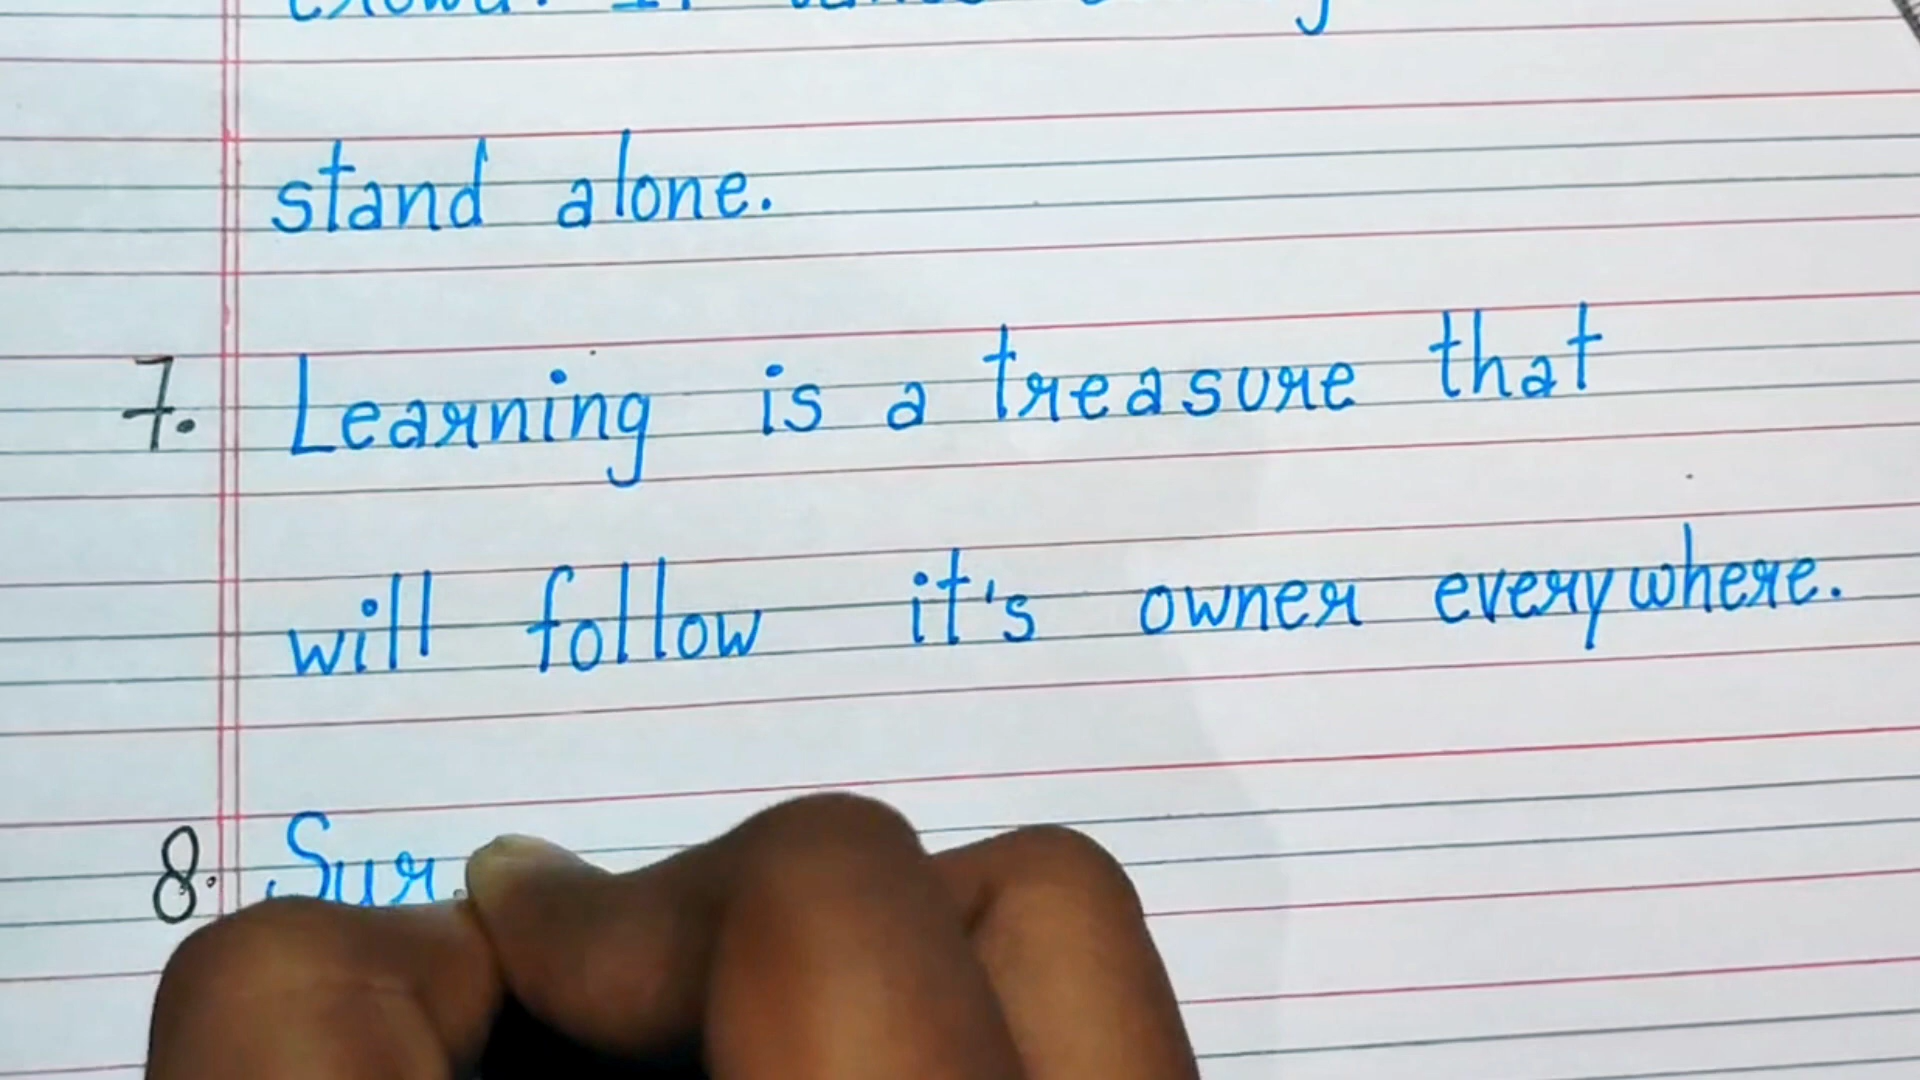 stand alone.
7. Learning is a treasure that
will follow it's owner everywhere.
8. Sur